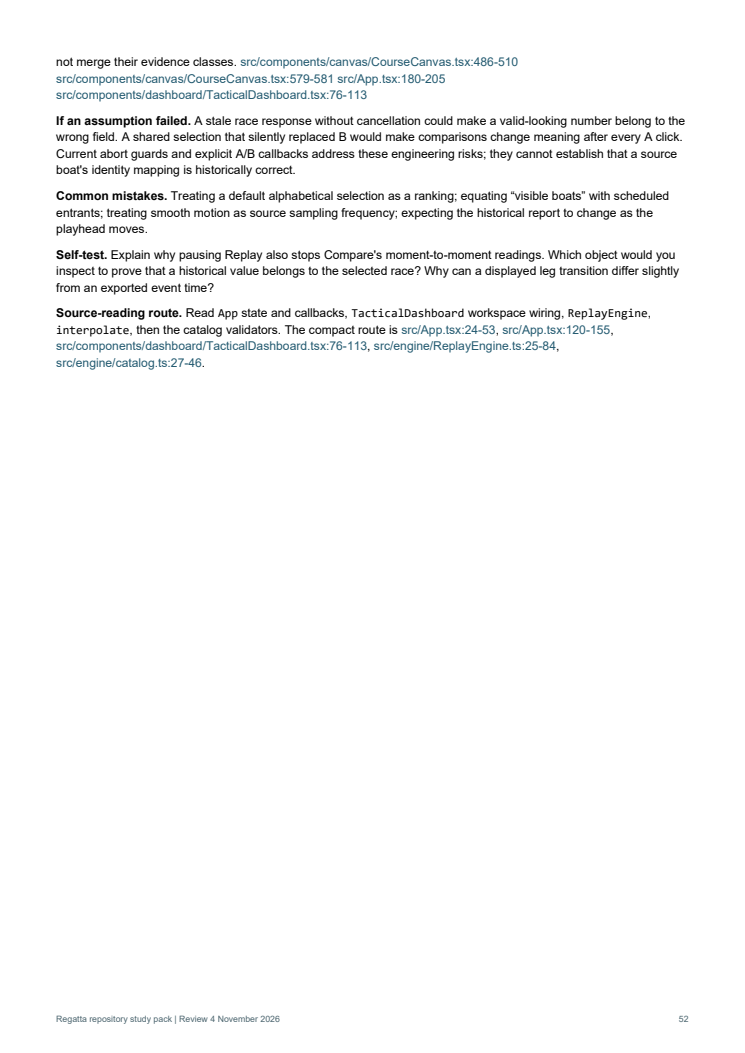 not merge their evidence classes. src/components/canvas/CourseCanvas.tsx:486-510
src/components/canvas/CourseCanvas.tsx:579-581 src/App.tsx:180-205
src/components/dashboard/TacticalDashboard.tsx:76-113
If an assumption failed. A stale race response without cancellation could make a valid-looking number belong to the
wrong field. A shared selection that silently replaced B would make comparisons change meaning after every A click.
Current abort guards and explicit A/B callbacks address these engineering risks; they cannot establish that a source
boat's identity mapping is historically correct.
Common mistakes. Treating a default alphabetical selection as a ranking; equating “visible boats” with scheduled
entrants; treating smooth motion as source sampling frequency; expecting the historical report to change as the
playhead moves.
Self-test. Explain why pausing Replay also stops Compare's moment-to-moment readings. Which object would you
inspect to prove that a historical value belongs to the selected race? Why can a displayed leg transition differ slightly
from an exported event time?
Source-reading route. Read App state and callbacks, TacticalDashboard workspace wiring, ReplayEngine,
interpolate, then the catalog validators. The compact route is src/App.tsx:24-53, src/App.tsx:120-155,
src/components/dashboard/TacticalDashboard.tsx:76-113, src/engine/ReplayEngine.ts:25-84,
src/engine/catalog.ts:27-46.
Regatta repository study pack | Review 4 November 2026
52